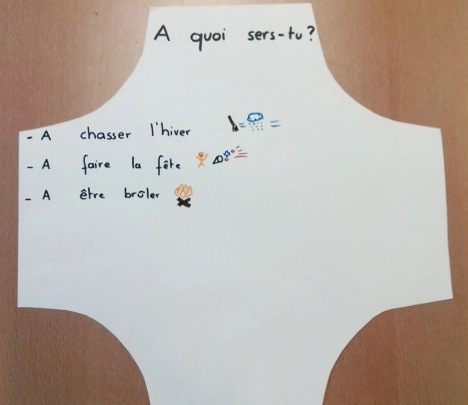 A quoi sers-tu?
- A chasser l'hiver
- A faire la fête
- A être brûler